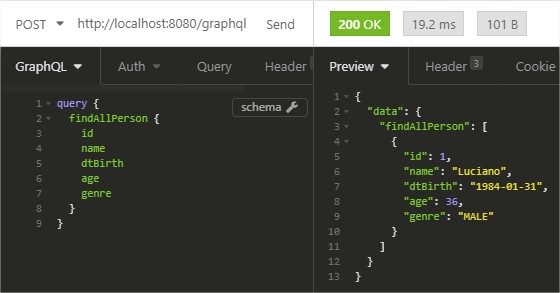 POST ▼ http://localhost:8080/graphql Send
200 OK 19.2 ms 101 B
GraphQL ▼ Auth ▼ Query Header
Preview ▼ Header 3 Cookie
schema
1 query {
2 findAllPerson {
3 id
4 name
5 dtBirth
6 age
7 genre
8 }
9 }
1 {
2 "data": {
3 "findAllPerson": [
4 {
5 "id": 1,
6 "name": "Luciano",
7 "dtBirth": "1984-01-31",
8 "age": 36,
9 "genre": "MALE"
10 }
11 ]
12 }
13 }